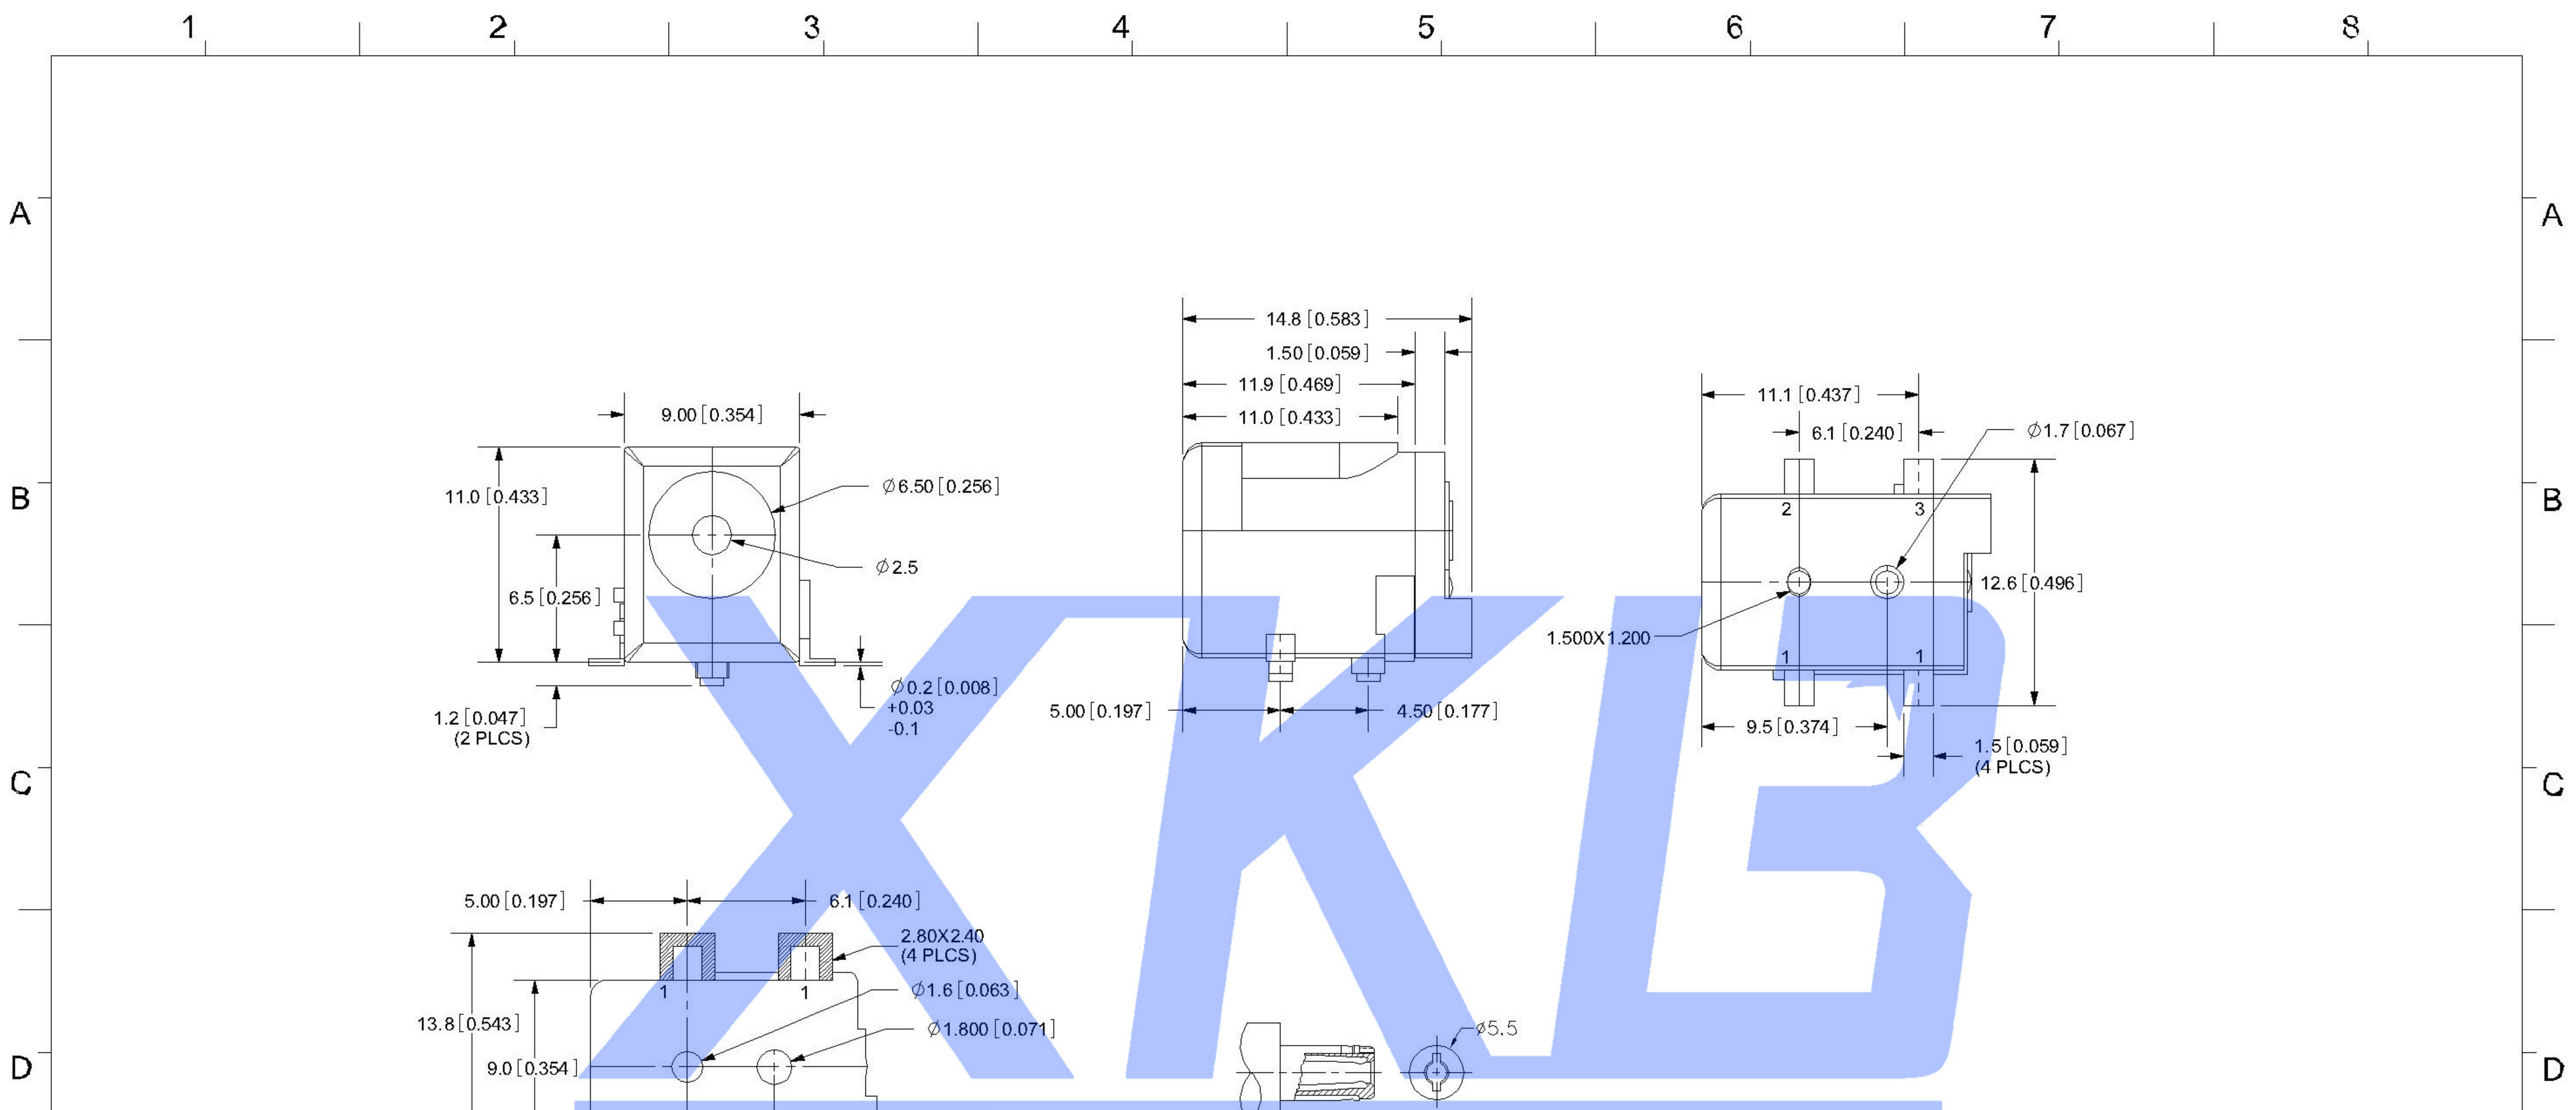 1 2 3 4 5 6 7 8
A A
14.8 [0.583]
1.50 [0.059]
11.9 [0.469]
11.0 [0.433]
9.00 [0.354]
11.1 [0.437]
6.1 [0.240]
Ø1.7 [0.067]
B B
11.0 [0.433]
Ø6.50 [0.256]
Ø2.5
6.5 [0.256]
2 3
12.6 [0.496]
1.500X1.200
1 1
Ø0.2 [0.008]
+0.03
-0.1
1.2 [0.047]
(2 PLCS)
5.00 [0.197] 4.50 [0.177]
9.5 [0.374]
1.5 [0.059]
(4 PLCS)
C C
XKB
5.00 [0.197] 6.1 [0.240]
2.80X2.40
(4 PLCS)
1 1
Ø1.6 [0.063]
13.8 [0.543]
Ø1.800 [0.071]
Ø5.5
9.0 [0.354]
D D